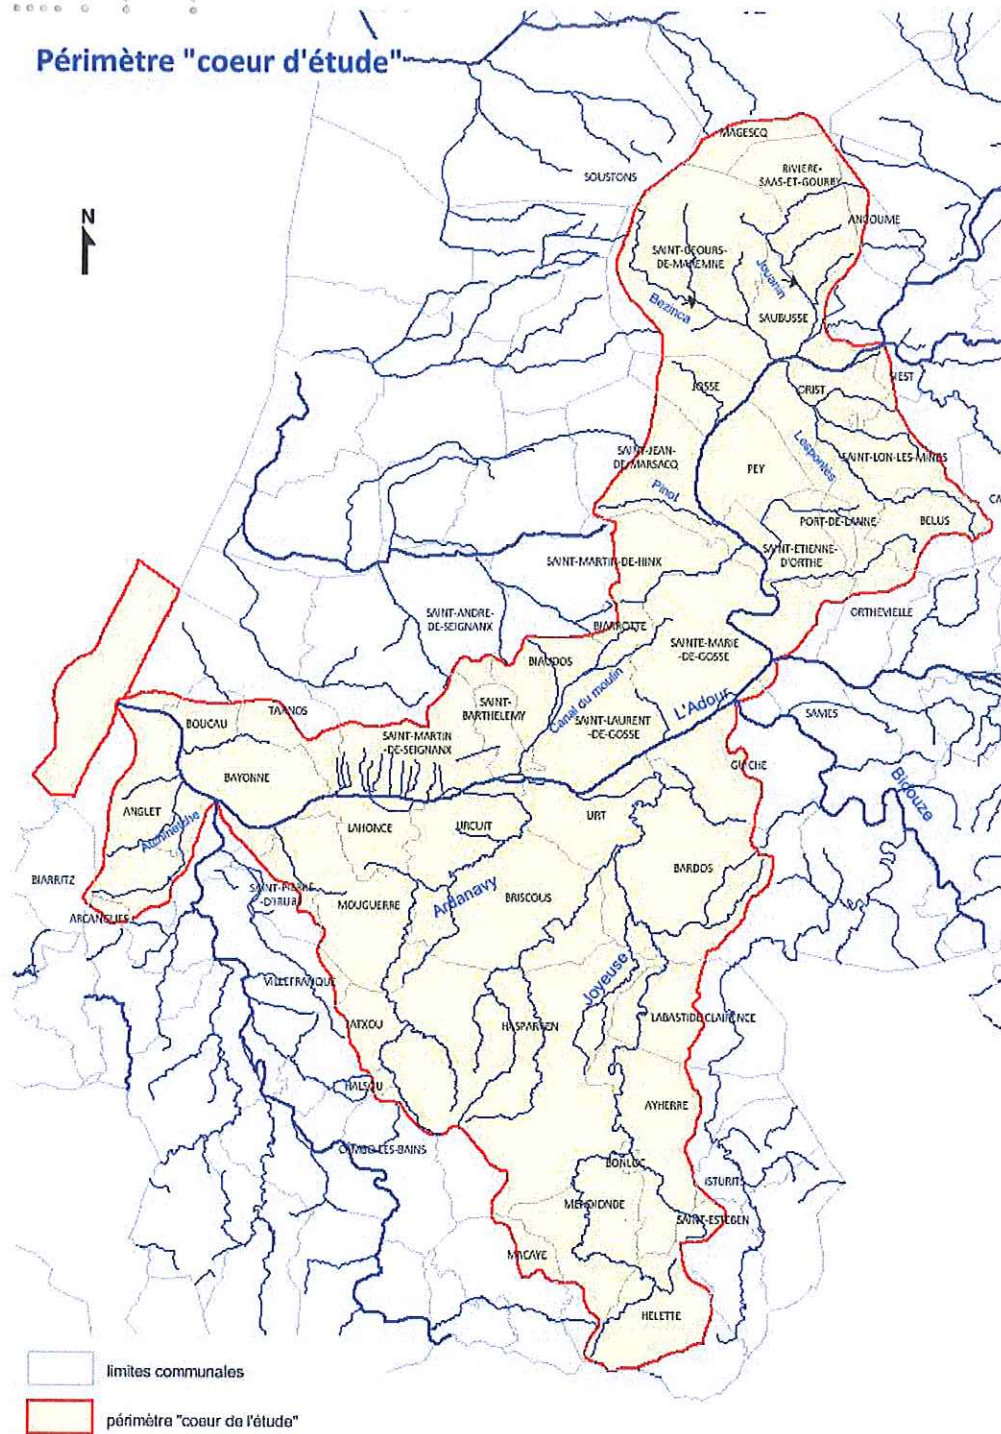 Périmètre "coeur d'étude"
MAGESCQ
RIVIERE-
SAAS-ET-GOURBY
SOUSTONS
N
ANGOUME
SAINT-GEOURS-
DE-MAREMNE
Jouanin
Bezinca
SAUBUSSE
SIEST
JOSSE
ORIST
SAINT-JEAN-
DE-MARSACQ
Lespontès
SAINT-LON-LES-MINES
PEY
Pinot
CA
PORT-DE-LANNE
BELUS
SAINT-ETIENNE-
D'ORTHE
SAINT-MARTIN-DE-HINX
SAINT-ANDRE-
DE-SEIGNANX
BIARROTTE
ORTHEVIELLE
SAINTE-MARIE
-DE-GOSSE
BIAUDOS
Canal du moulin
SAINT-
BARTHELEMY
L'Adour
SAMES
TARNOS
BOUCAU
SAINT-LAURENT
-DE-GOSSE
SAINT-MARTIN
-DE-SEIGNANX
GUICHE
BAYONNE
Bidouze
ANGLET
URT
LAHONCE
URCUIT
BARDOS
BIARRITZ
SAINT-PIERRE
-D'IRUBE
MOUGUERRE
Ardanavy
BRISCOUS
ARCANGUES
Joyeuse
VILLEFRANQUE
JATXOU
HASPARREN
LABASTIDE-CLAIRENCE
HALSOU
AYHERRE
CAMBO-LES-BAINS
BONLOC
ISTURITS
MENDIONDE
SAINT-ESTEBEN
MACAYE
HELETTE
limites communales
périmètre "coeur de l'étude"